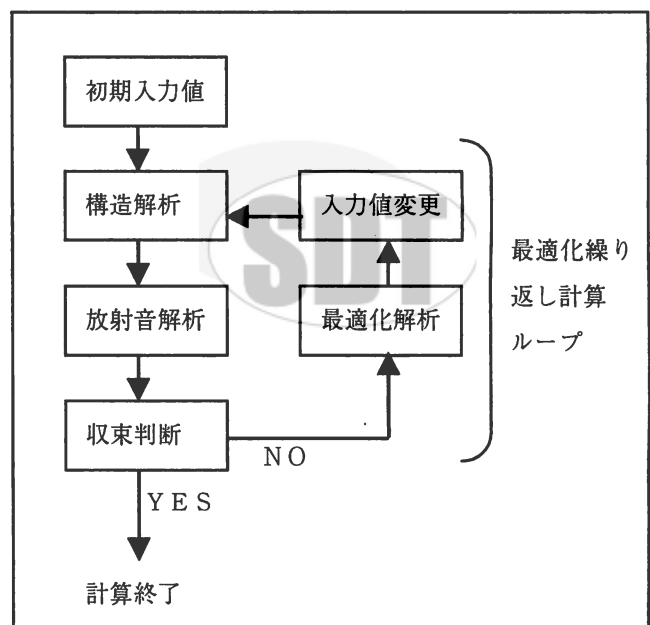 初期入力値
構造解析
入力値変更
SDT
放射音解析
最適化解析
最適化繰り
返し計算
ループ
収束判断
ＮＯ
ＹＥＳ
計算終了